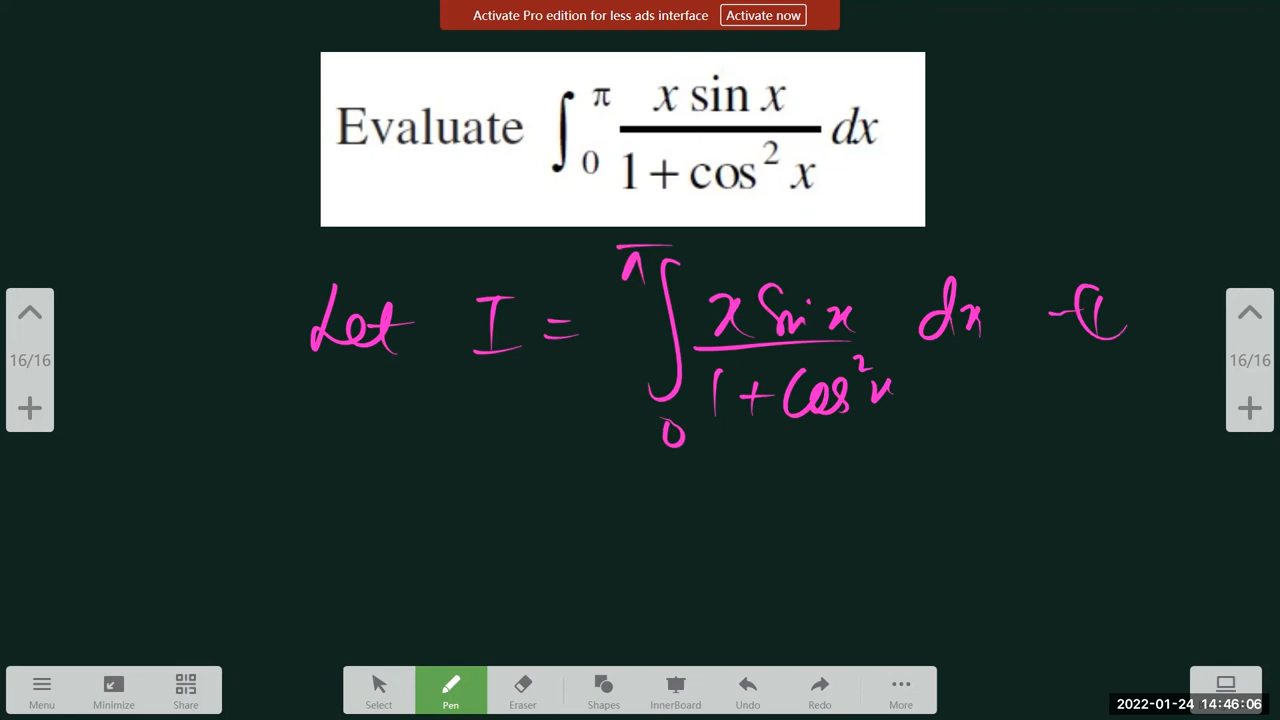 Activate Pro edition for less ads interface Activate now
Evaluate ∫₀^π x sin x / (1 + cos² x) dx
Let I = ∫₀^π x Sin x / (1 + Cos² x) dx
16/16
16/16
Menu Minimize Share Select Pen Eraser Shapes InnerBoard Undo Redo More
2022-01-24 14:46:06